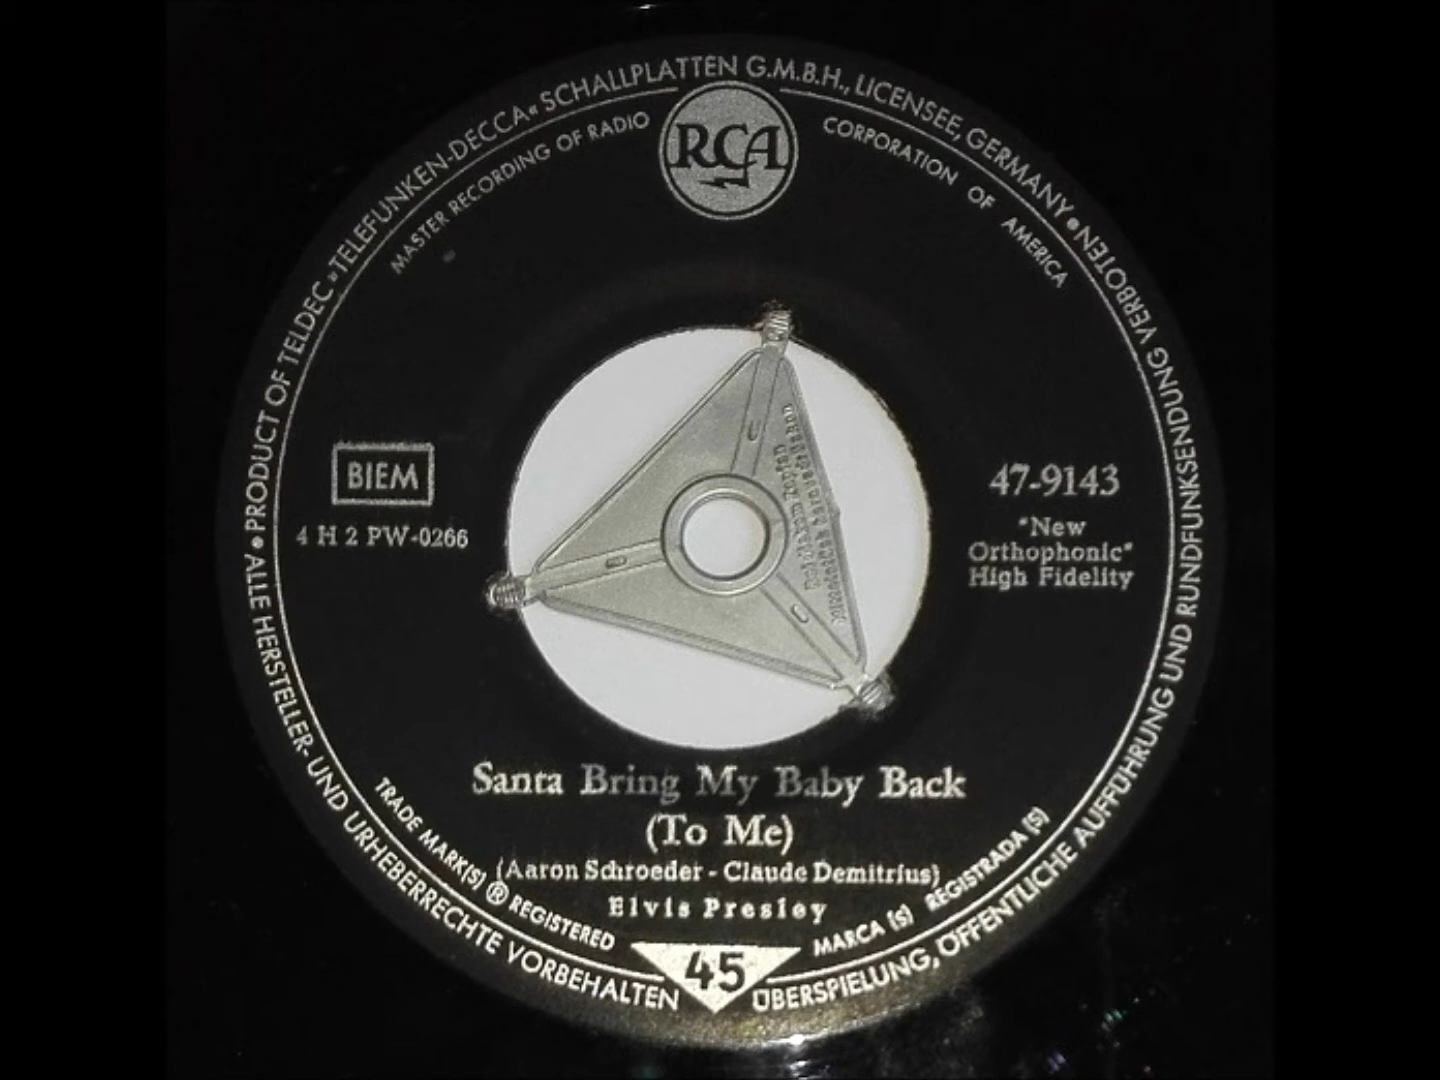 •PRODUCT OF TELDEC »TELEFUNKEN-DECCA« SCHALLPLATTEN G.M.B.H., LICENSEE, GERMANY•
MASTER RECORDING OF RADIO CORPORATION OF AMERICA
RCA
BIEM
4 H 2 PW-0266
47-9143
"New
Orthophonic"
High Fidelity
Santa Bring My Baby Back
(To Me)
(Aaron Schroeder - Claude Demitrius)
Elvis Presley
TRADE MARK(S) ® REGISTERED
MARCA (S) REGISTRADA (S)
45
ALLE HERSTELLER- UND URHEBERRECHTE VORBEHALTEN
ÜBERSPIELUNG, ÖFFENTLICHE AUFFÜHRUNG UND RUNDFUNKSENDUNG VERBOTEN